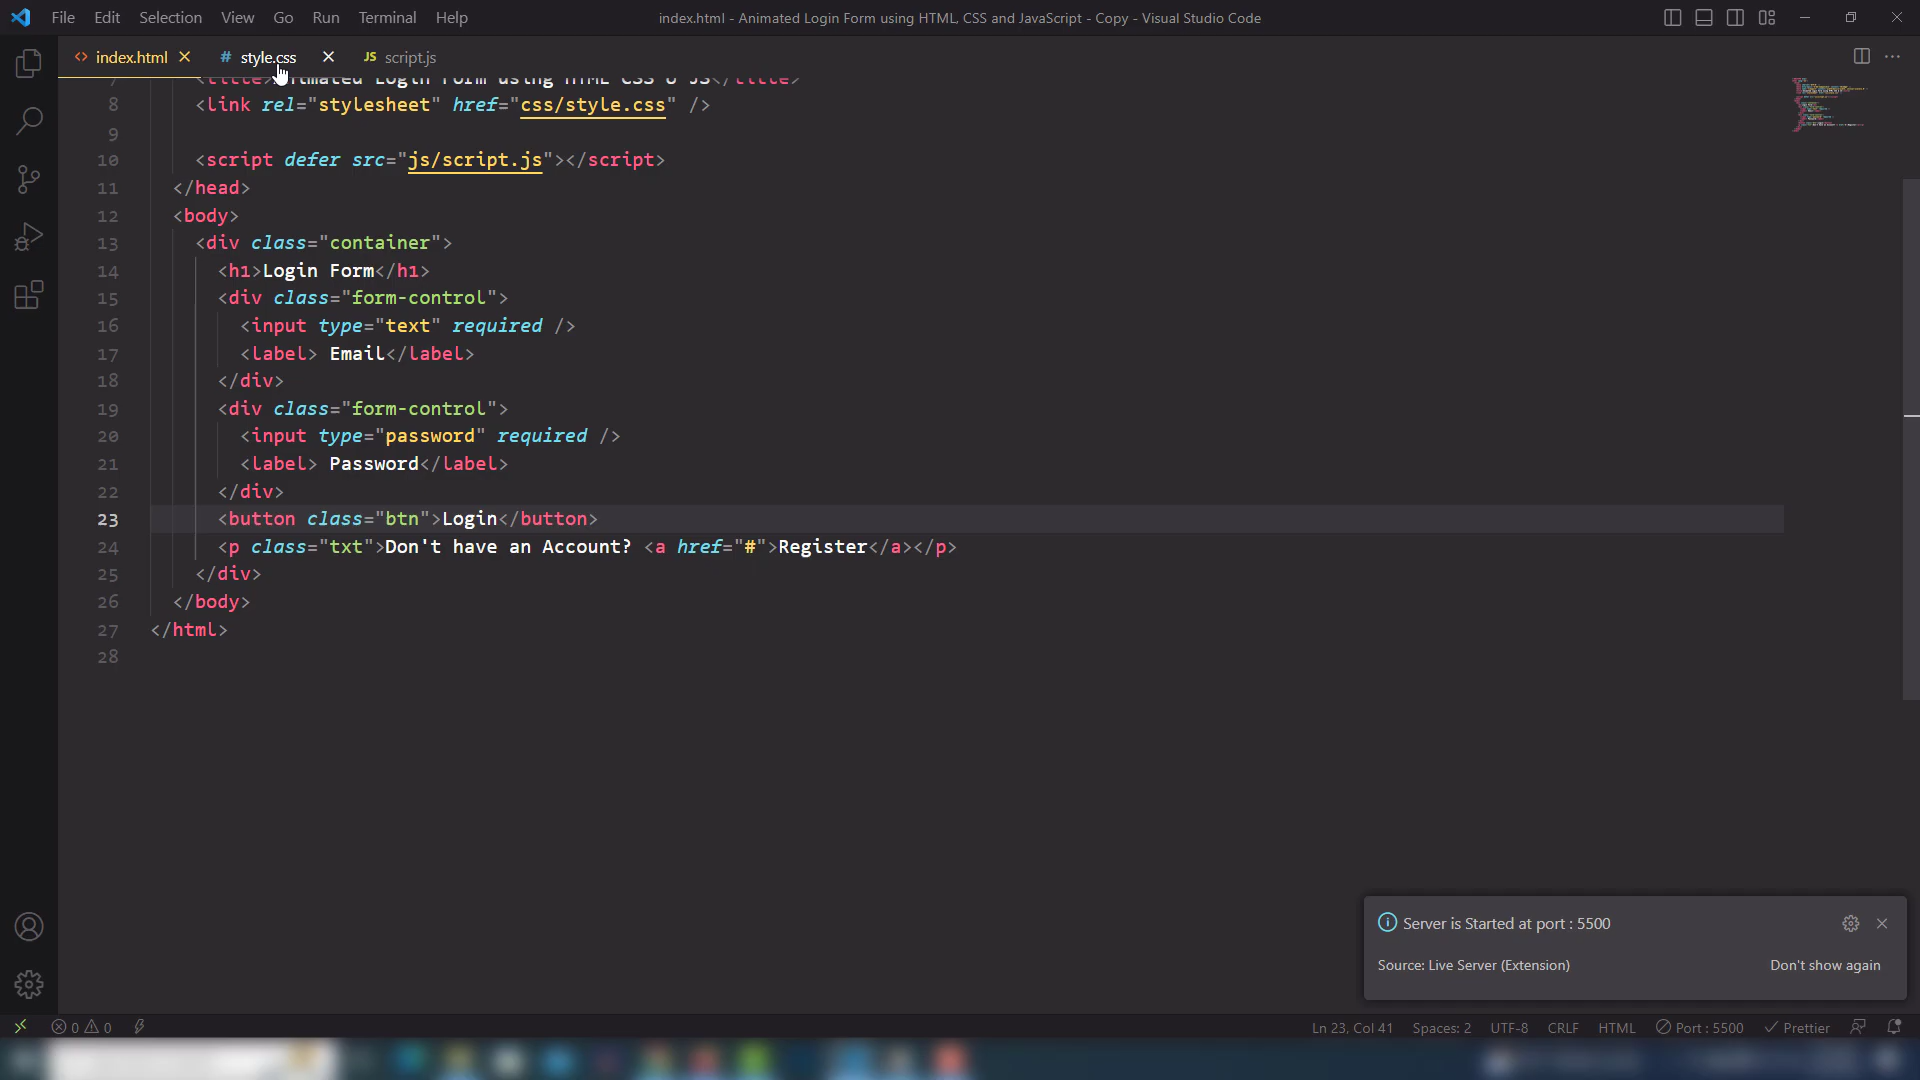 File Edit Selection View Go Run Terminal Help
index.html - Animated Login Form using HTML, CSS and JavaScript - Copy - Visual Studio Code
<> index.html
# style.css
JS script.js
8 <link rel="stylesheet" href="css/style.css" />
9
10 <script defer src="js/script.js"></script>
11 </head>
12 <body>
13 <div class="container">
14 <h1>Login Form</h1>
15 <div class="form-control">
16 <input type="text" required />
17 <label> Email</label>
18 </div>
19 <div class="form-control">
20 <input type="password" required />
21 <label> Password</label>
22 </div>
23 <button class="btn">Login</button>
24 <p class="txt">Don't have an Account? <a href="#">Register</a></p>
25 </div>
26 </body>
27 </html>
28
Server is Started at port : 5500
Source: Live Server (Extension)
Don't show again
0 0
Ln 23, Col 41 Spaces: 2 UTF-8 CRLF HTML Port : 5500 Prettier